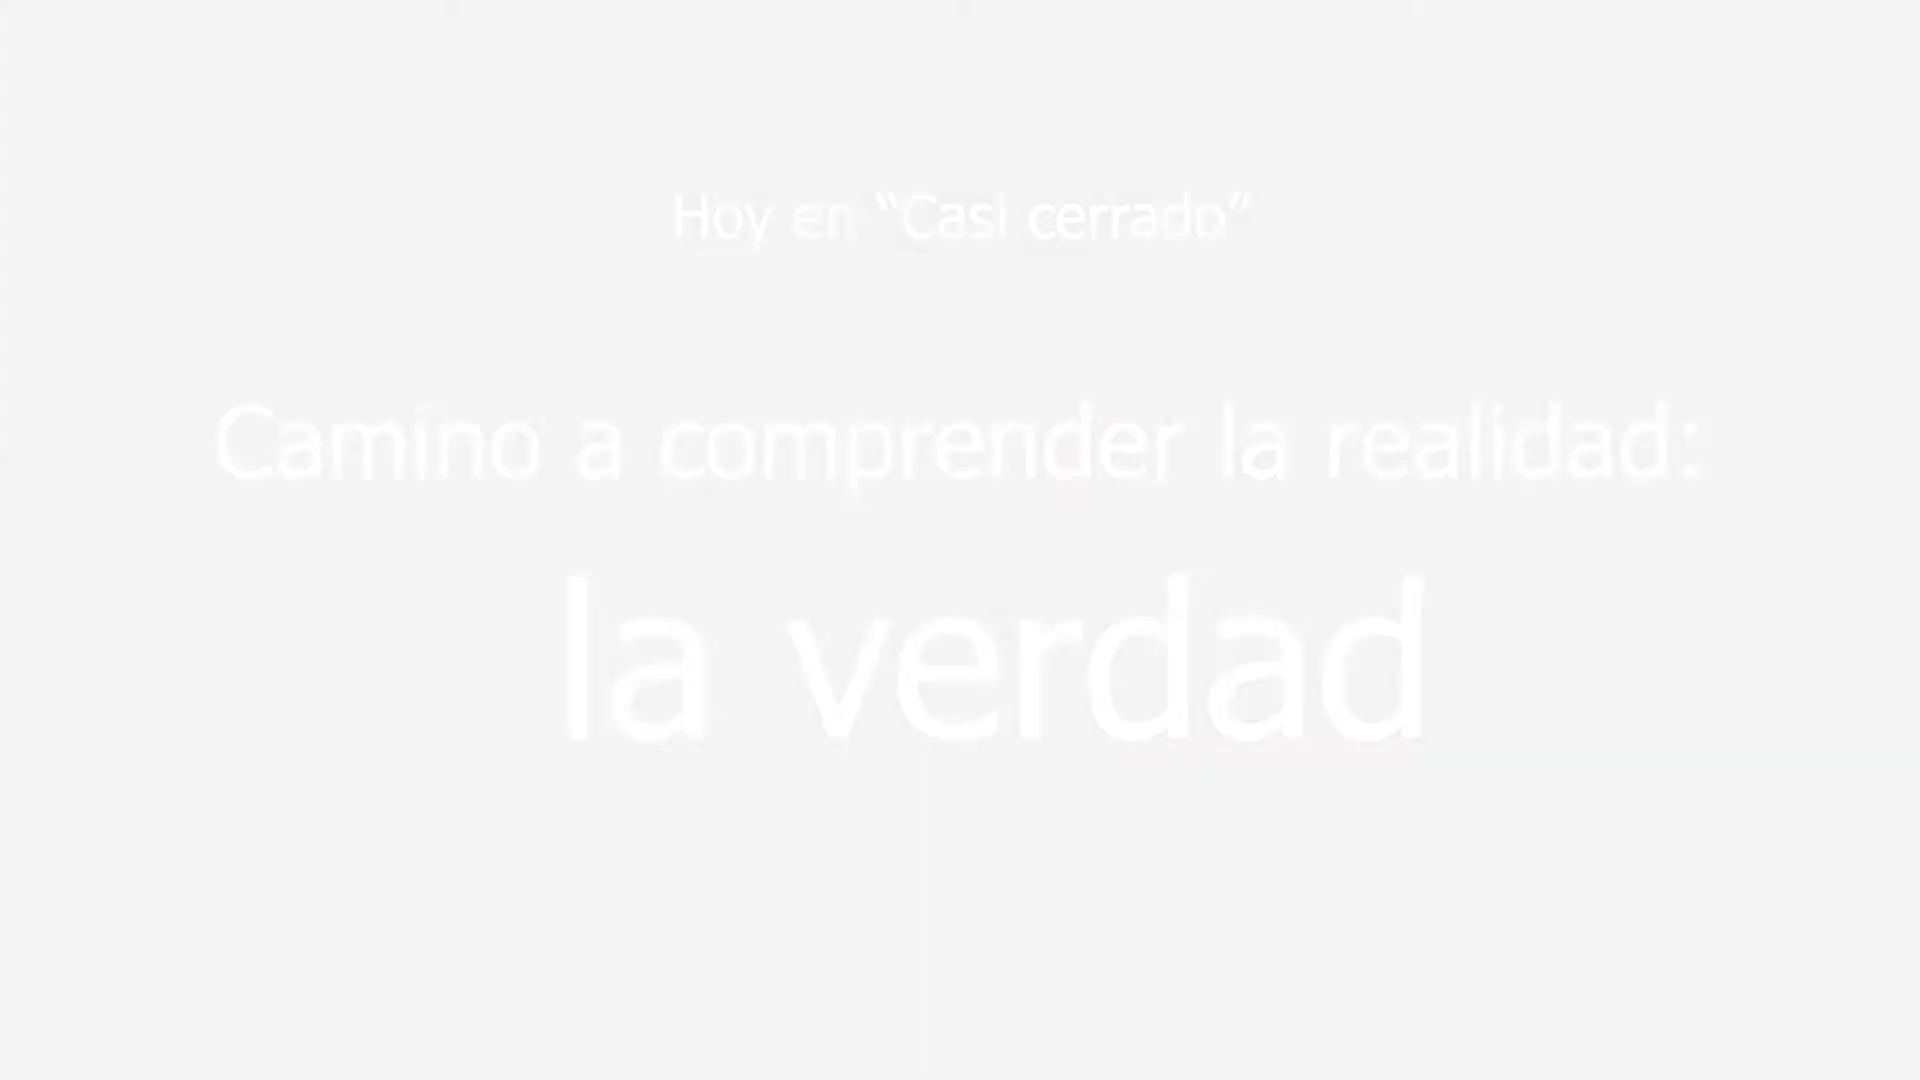 Hoy en “Casi cerrado”
Camino a comprender la realidad:
la verdad